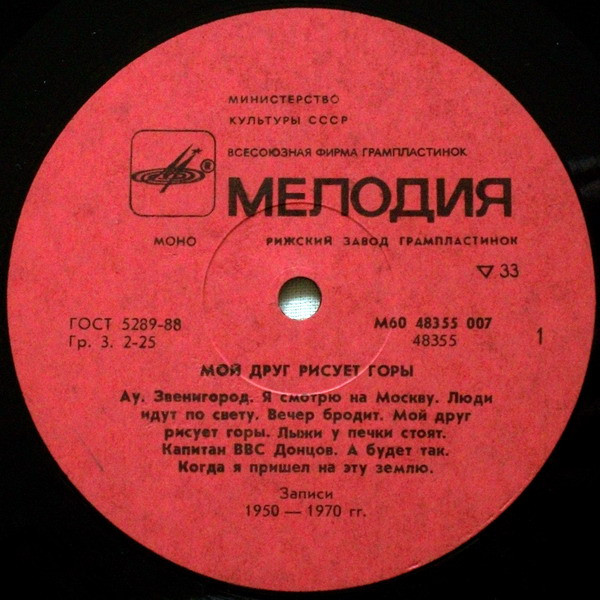 МИНИСТЕРСТВО
КУЛЬТУРЫ СССР
ВСЕСОЮЗНАЯ ФИРМА ГРАМПЛАСТИНОК
®
МЕЛОДИЯ
МОНО РИЖСКИЙ ЗАВОД ГРАМПЛАСТИНОК
▽ 33
ГОСТ 5289-88 М60 48355 007
Гр. 3. 2-25 48355 1
МОЙ ДРУГ РИСУЕТ ГОРЫ
Ау. Звенигород. Я смотрю на Москву. Люди
идут по свету. Вечер бродит. Мой друг
рисует горы. Лыжи у печки стоят.
Капитан ВВС Донцов. А будет так.
Когда я пришел на эту землю.
Записи
1950 — 1970 гг.